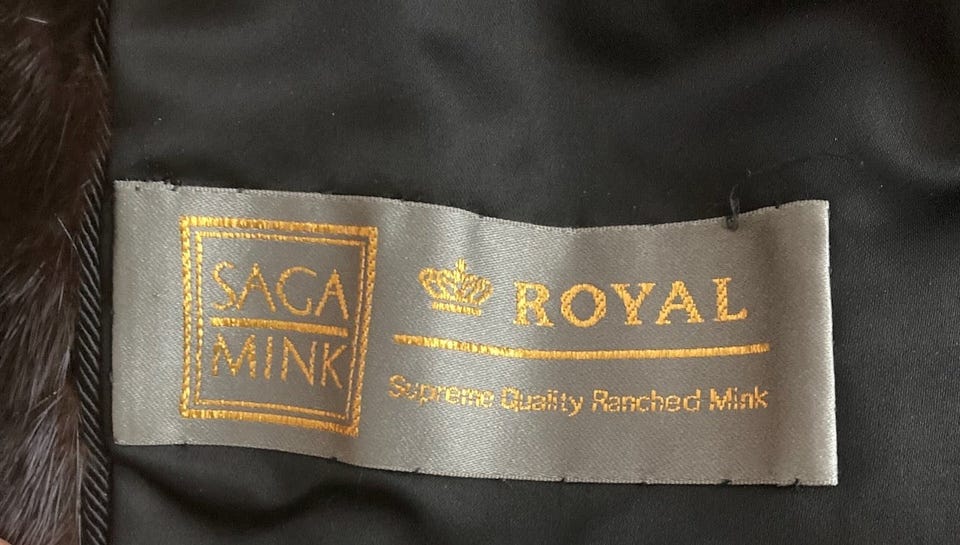 SAGA
MINK
ROYAL
Supreme Quality Ranched Mink